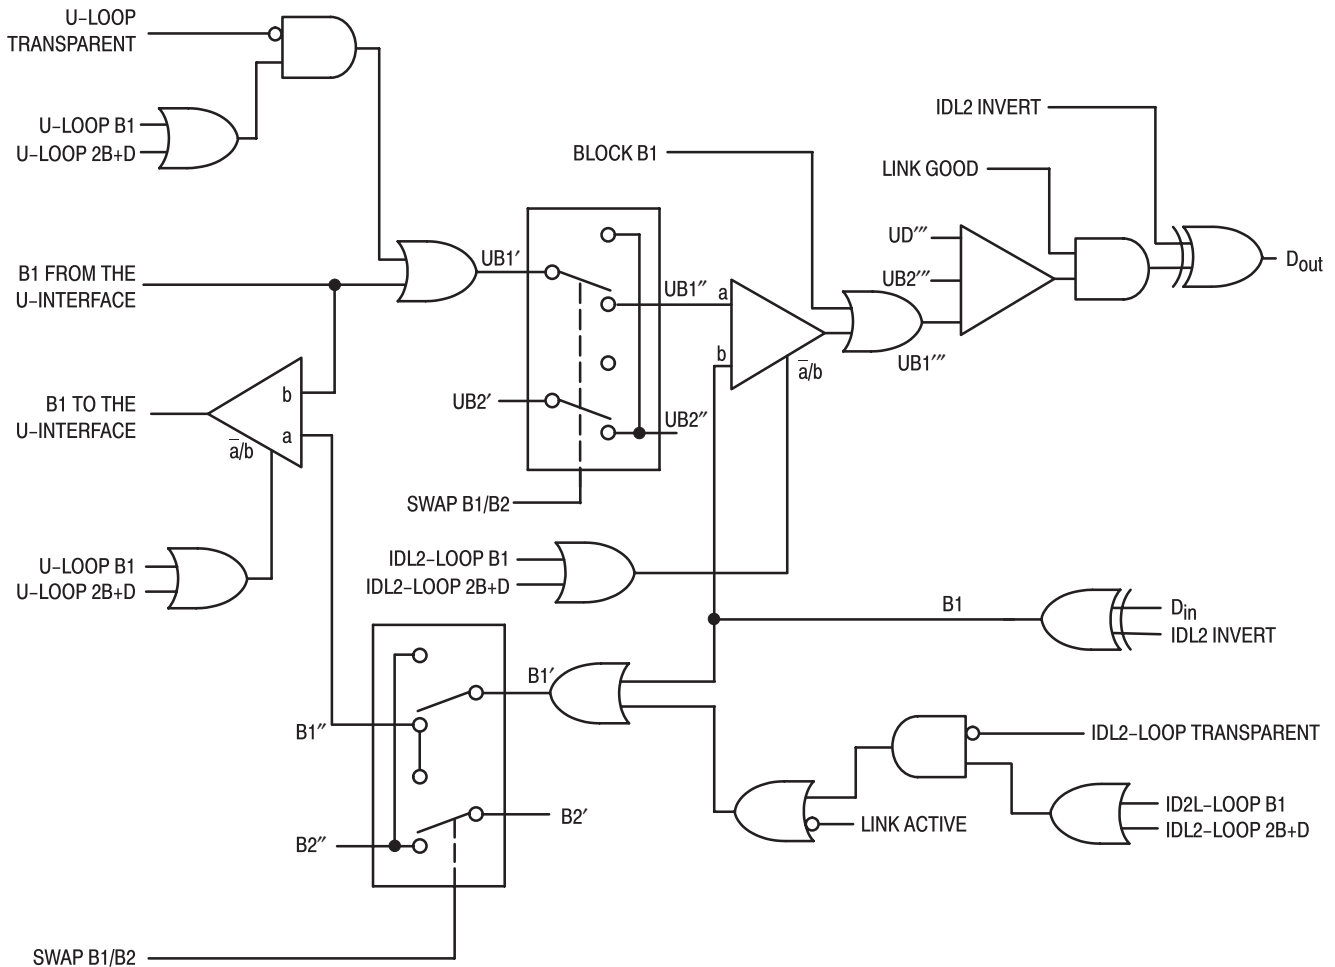 U–LOOP
TRANSPARENT
U–LOOP B1
U–LOOP 2B+D
IDL2 INVERT
BLOCK B1
LINK GOOD
UD‴
UB2‴
Dout
B1 FROM THE
U–INTERFACE
UB1′
UB1″
a
b
a/b
UB1‴
B1 TO THE
U–INTERFACE
b
a
a/b
UB2′
UB2″
SWAP B1/B2
U–LOOP B1
U–LOOP 2B+D
IDL2–LOOP B1
IDL2–LOOP 2B+D
B1
Din
IDL2 INVERT
B1′
B1″
IDL2–LOOP TRANSPARENT
ID2L–LOOP B1
IDL2–LOOP 2B+D
LINK ACTIVE
B2′
B2″
SWAP B1/B2